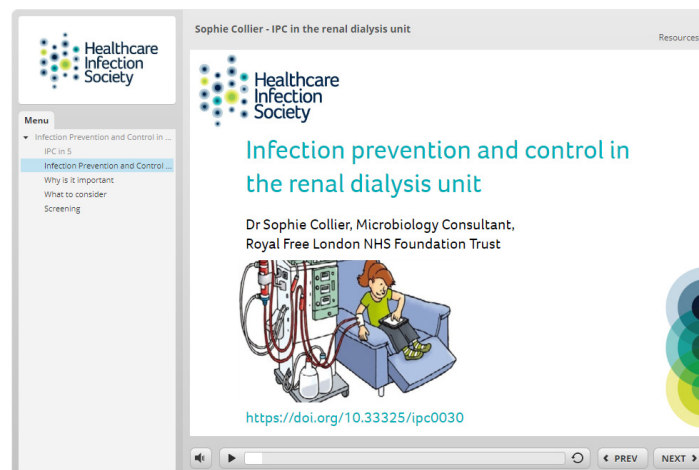 Sophie Collier - IPC in the renal dialysis unit
Resources
Healthcare
Infection
Society
Menu
Infection Prevention and Control in ...
IPC in 5
Infection Prevention and Control ...
Why is it important
What to consider
Screening
Healthcare
Infection
Society
Infection prevention and control in
the renal dialysis unit
Dr Sophie Collier, Microbiology Consultant,
Royal Free London NHS Foundation Trust
https://doi.org/10.33325/ipc0030
PREV
NEXT